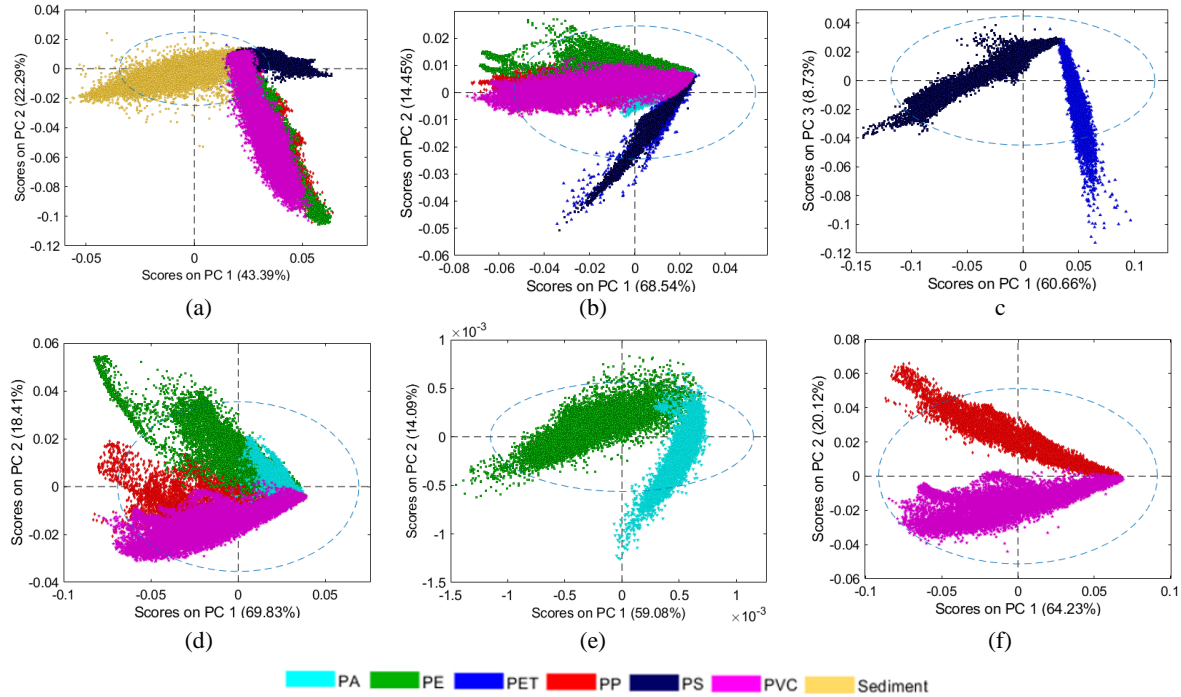 0.04
0.02
0
-0.02
-0.04
-0.06
-0.08
-0.1
-0.12
Scores on PC 2 (22.29%)
-0.05 0 0.05
Scores on PC 1 (43.39%)
(a)
0.03
0.02
0.01
0
-0.01
-0.02
-0.03
-0.04
-0.05
-0.06
Scores on PC 2 (14.45%)
-0.08 -0.06 -0.04 -0.02 0 0.02 0.04
Scores on PC 1 (68.54%)
(b)
0.04
0.02
0
-0.02
-0.04
-0.06
-0.08
-0.1
-0.12
Scores on PC 3 (8.73%)
-0.15 -0.1 -0.05 0 0.05 0.1
Scores on PC 1 (60.66%)
c
0.06
0.04
0.02
0
-0.02
-0.04
Scores on PC 2 (18.41%)
-0.1 -0.05 0 0.05
Scores on PC 1 (69.83%)
(d)
× 10⁻³
1
0.5
0
-0.5
-1
-1.5
Scores on PC 2 (14.09%)
-1.5 -1 -0.5 0 0.5 1
Scores on PC 1 (59.08%)
× 10⁻³
(e)
0.08
0.06
0.04
0.02
0
-0.02
-0.04
-0.06
Scores on PC 2 (20.12%)
-0.1 -0.05 0 0.05 0.1
Scores on PC 1 (64.23%)
(f)
PA PE PET PP PS PVC Sediment